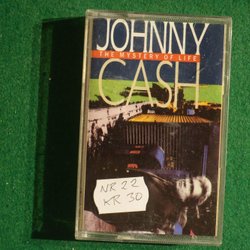 JOHNNY
THE MYSTERY OF LIFE
CASH
NR 22
KR 30